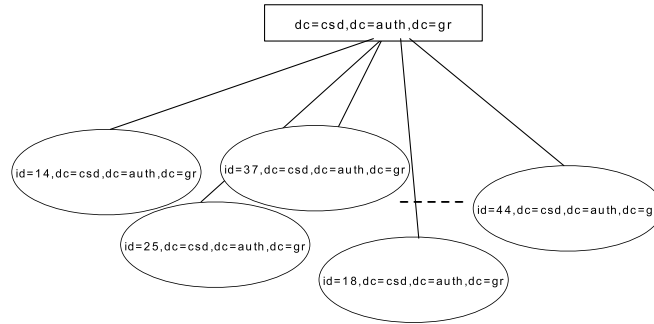 dc=csd,dc=auth,dc=gr
id=14,dc=csd,dc=auth,dc=gr
id=37,dc=csd,dc=auth,dc=gr
id=44,dc=csd,dc=auth,dc=g
id=25,dc=csd,dc=auth,dc=gr
id=18,dc=csd,dc=auth,dc=gr